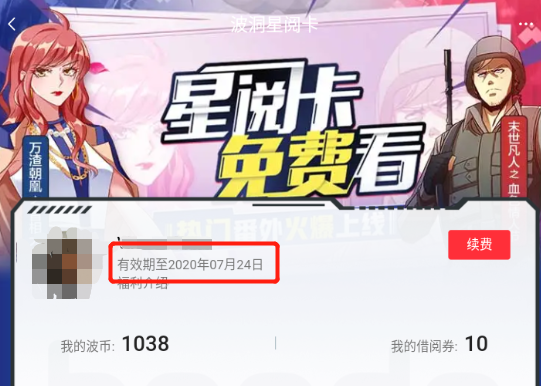 波洞星阅卡
星阅卡
免费看
万渣朝凰
末世凡人之血
热门番外火爆上线
有效期至2020年07月24日
续费
福利介绍
我的波币: 1038
我的借阅券: 10